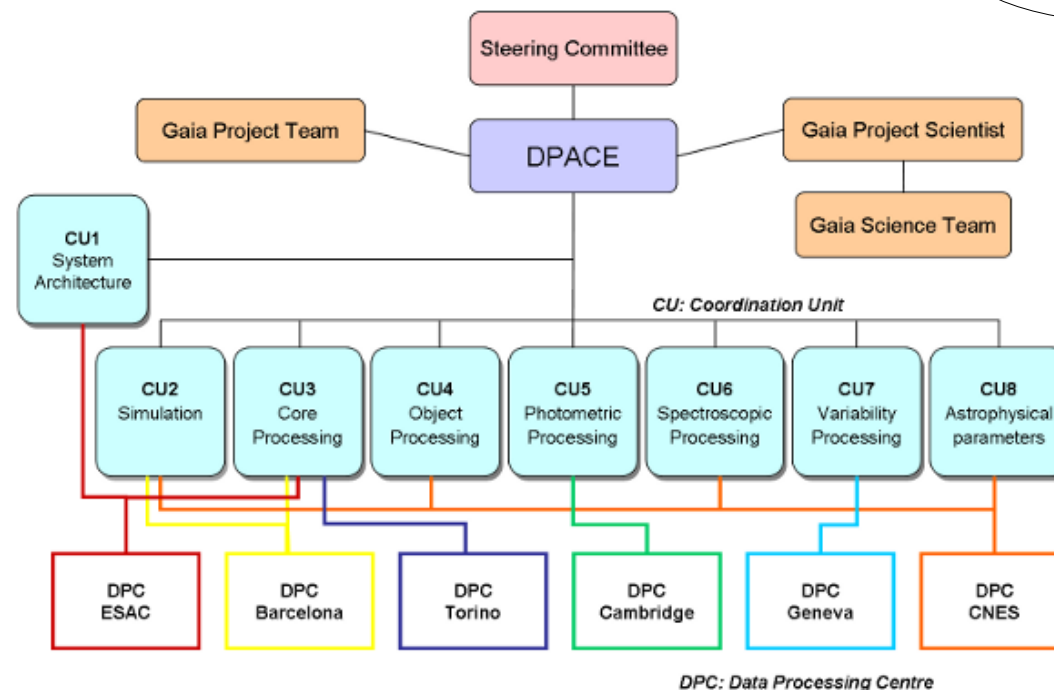 Steering Committee
Gaia Project Team
DPACE
Gaia Project Scientist
Gaia Science Team
CU1
System
Architecture
CU: Coordination Unit
CU2
Simulation
CU3
Core
Processing
CU4
Object
Processing
CU5
Photometric
Processing
CU6
Spectroscopic
Processing
CU7
Variability
Processing
CU8
Astrophysical
parameters
DPC
ESAC
DPC
Barcelona
DPC
Torino
DPC
Cambridge
DPC
Geneva
DPC
CNES
DPC: Data Processing Centre